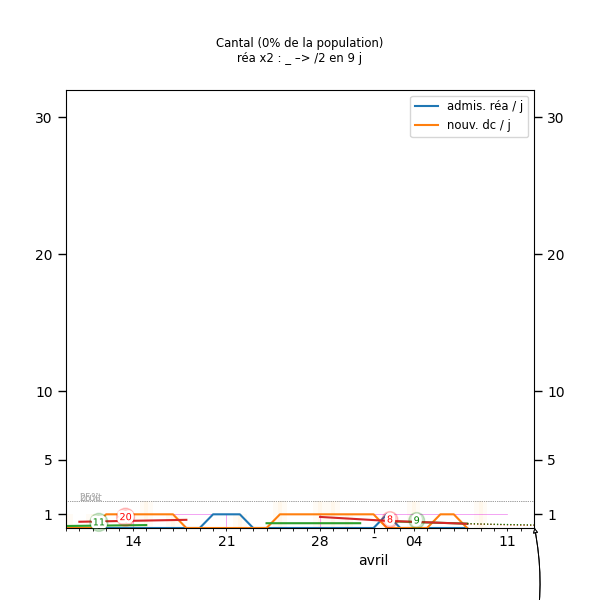 Cantal (0% de la population)
réa x2 : _ –> /2 en 9 j
admis. réa / j
nouv. dc / j
30 30
20 20
10 10
5 5
1 1
11 20 8 9
14 21 28 - 04 11
avril